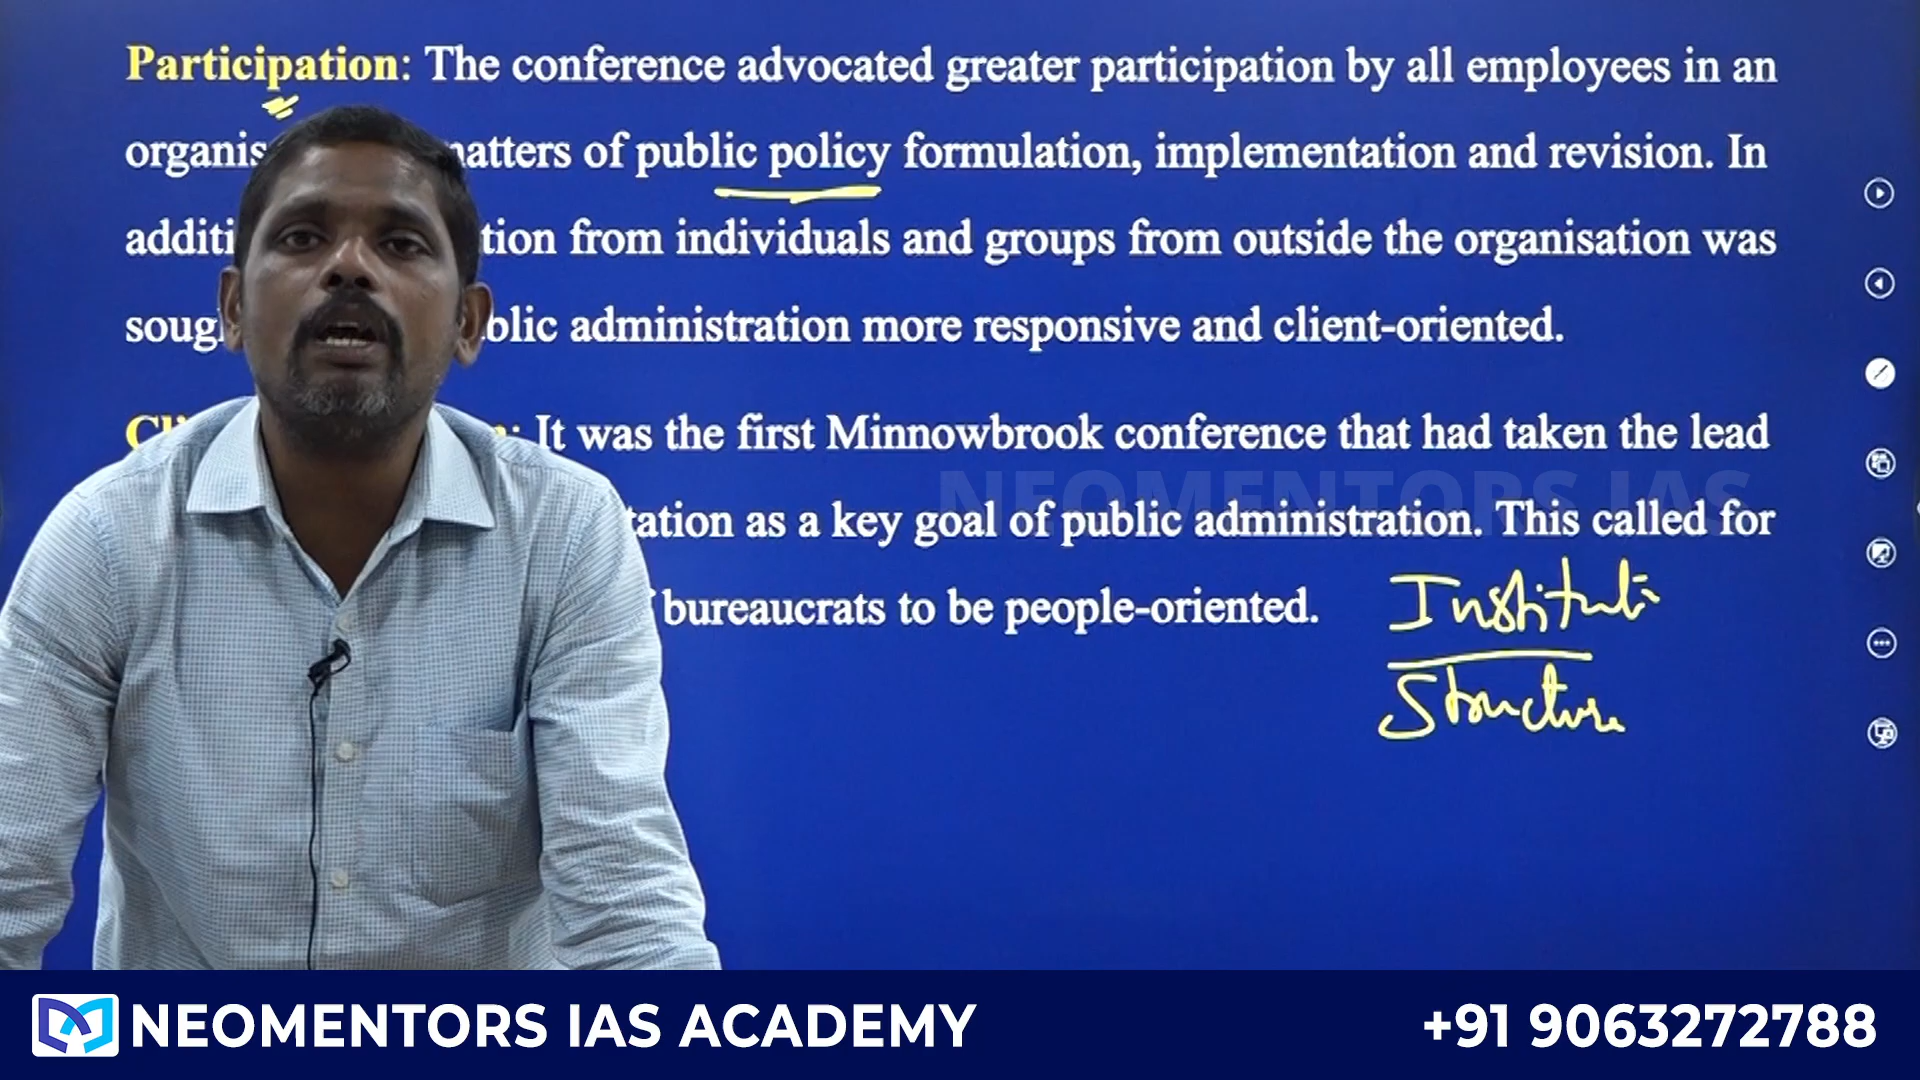 Participation: The conference advocated greater participation by all employees in an
organis atters of public policy formulation, implementation and revision. In
additi tion from individuals and groups from outside the organisation was
soug blic administration more responsive and client-oriented.
Cl n: It was the first Minnowbrook conference that had taken the lead
tation as a key goal of public administration. This called for
bureaucrats to be people-oriented.
NEOMENTORS IAS
Instituti
Structure
NEOMENTORS IAS ACADEMY
+91 9063272788